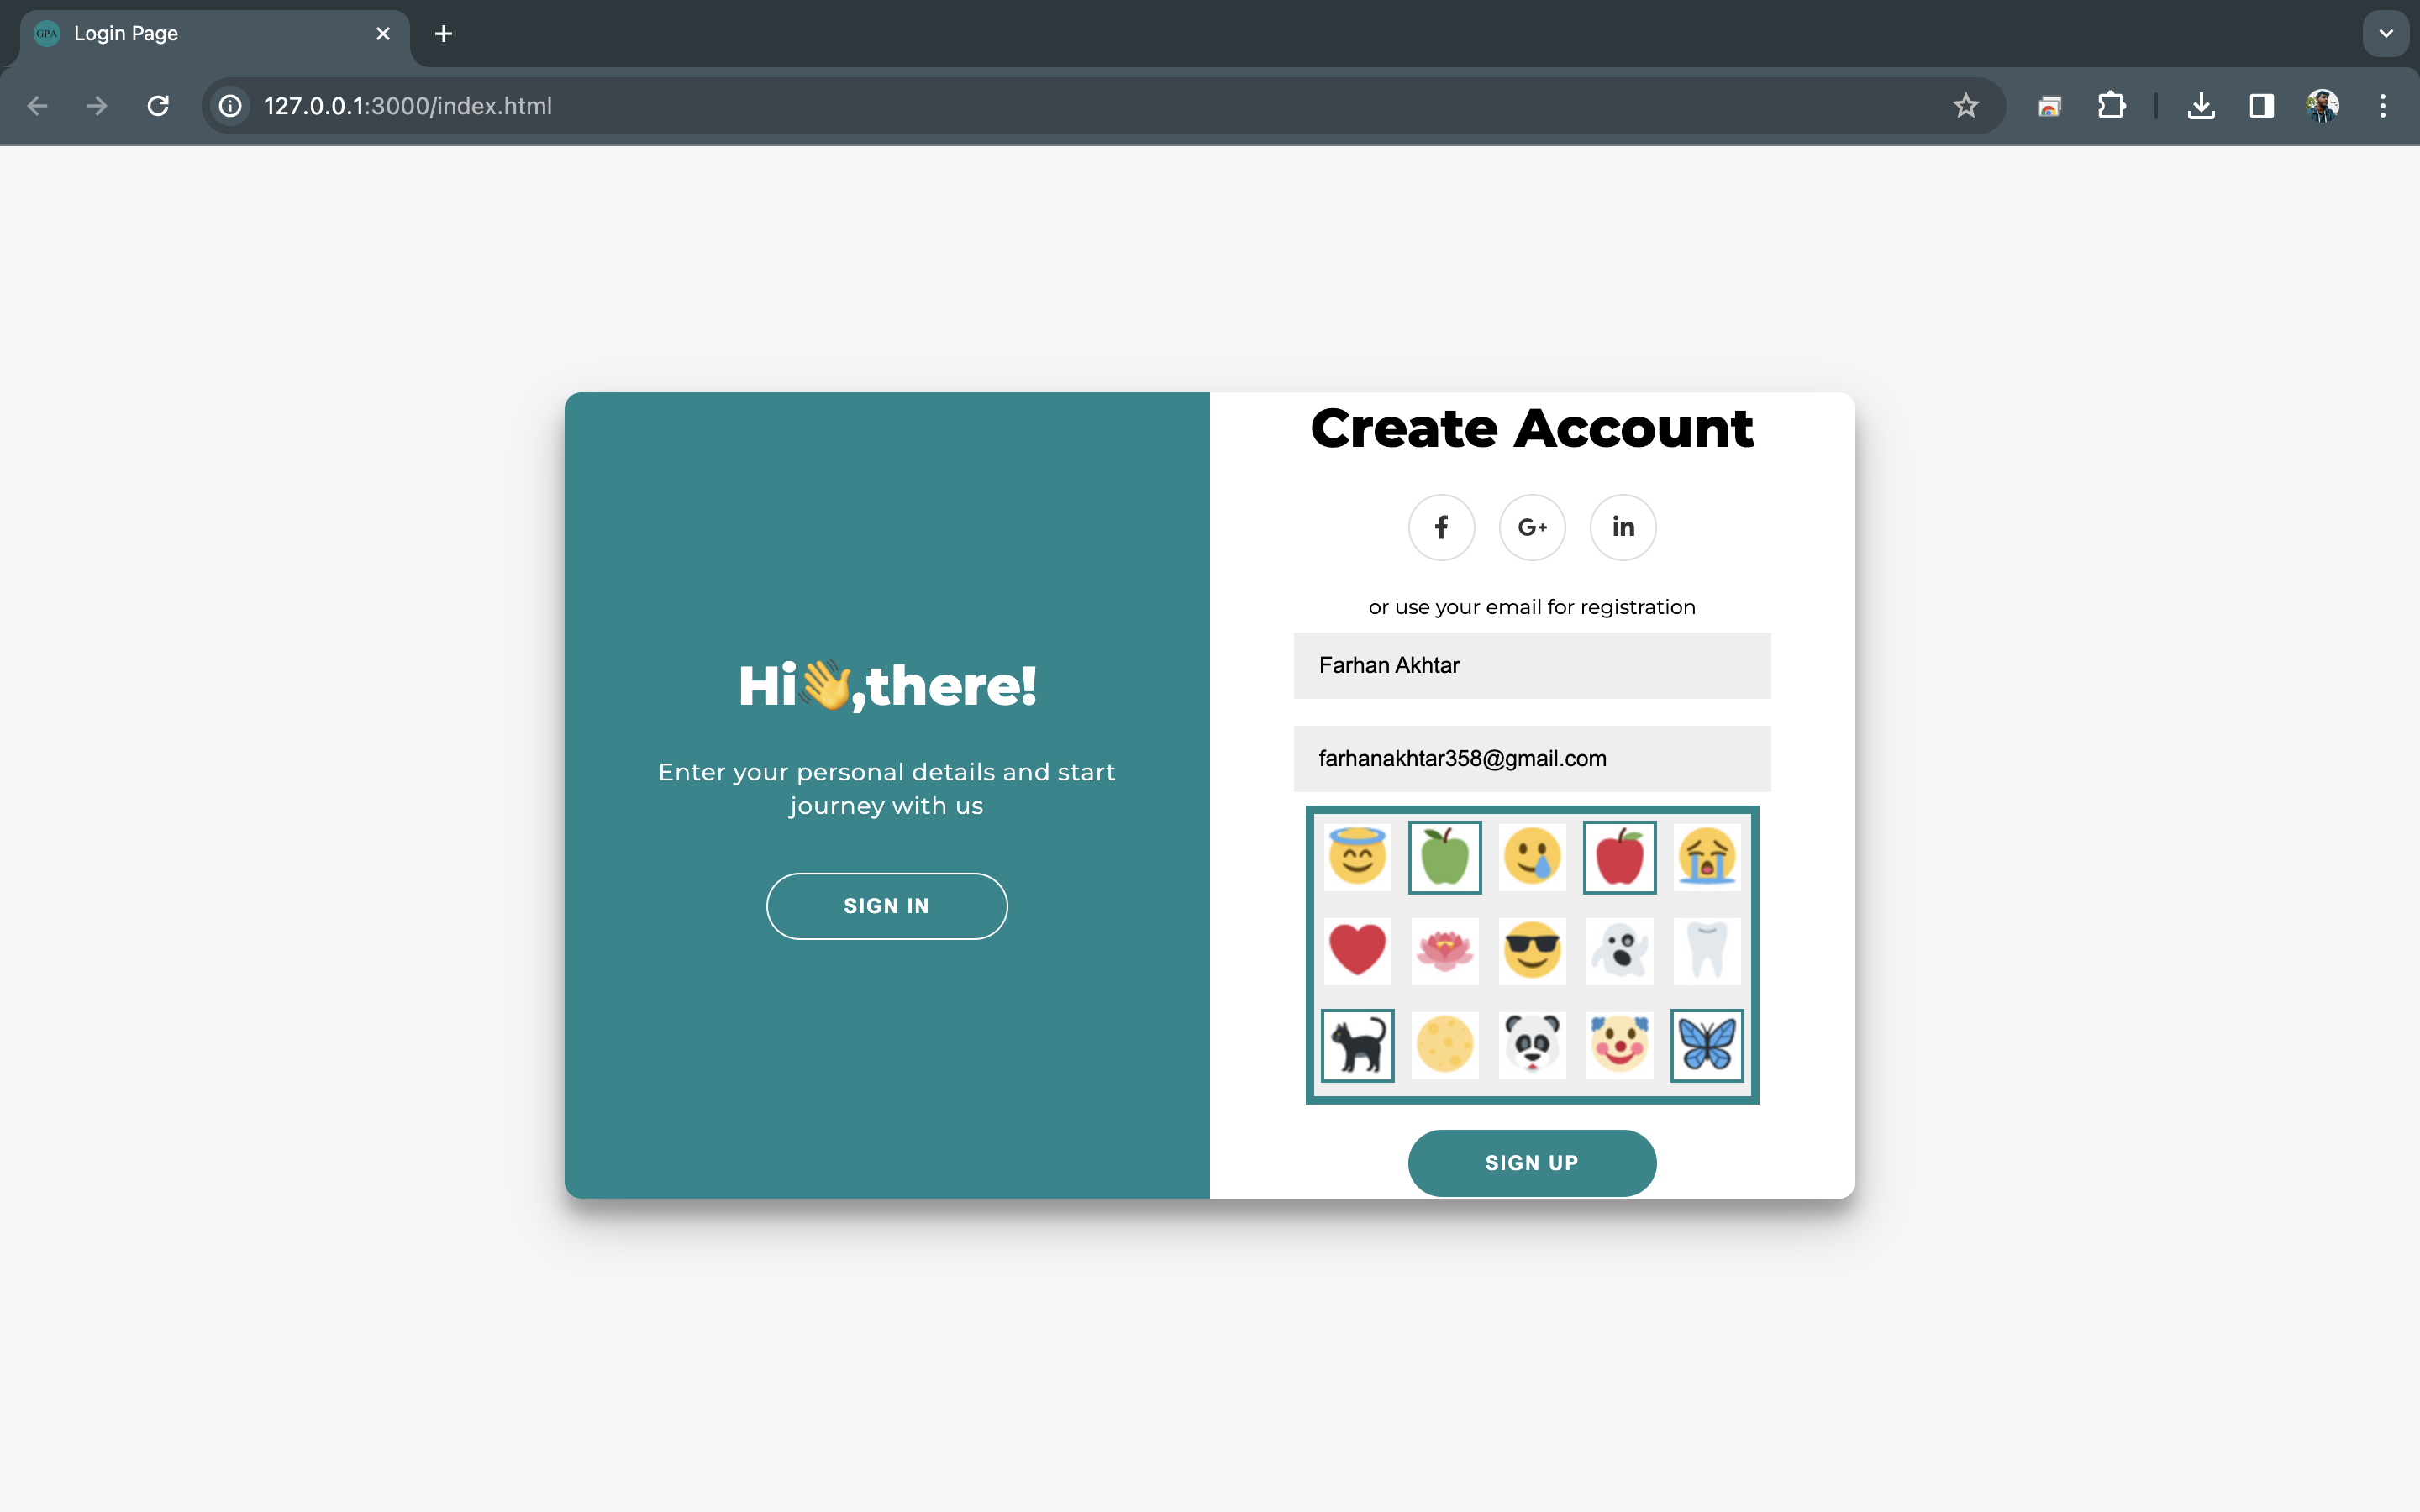 GPA
Login Page
127.0.0.1:3000/index.html
Hi👋,there!
Enter your personal details and start
journey with us
SIGN IN
Create Account
f
G+
in
or use your email for registration
Farhan Akhtar
farhanakhtar358@gmail.com
SIGN UP